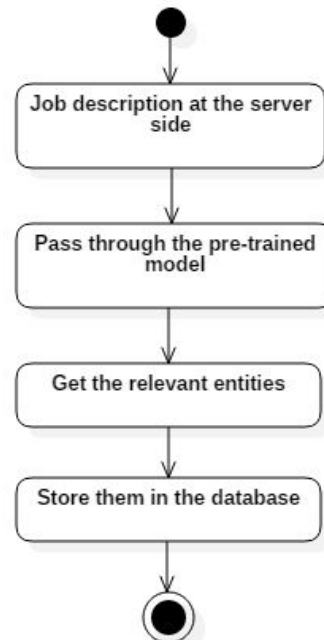 Job description at the server
side
Pass through the pre-trained
model
Get the relevant entities
Store them in the database